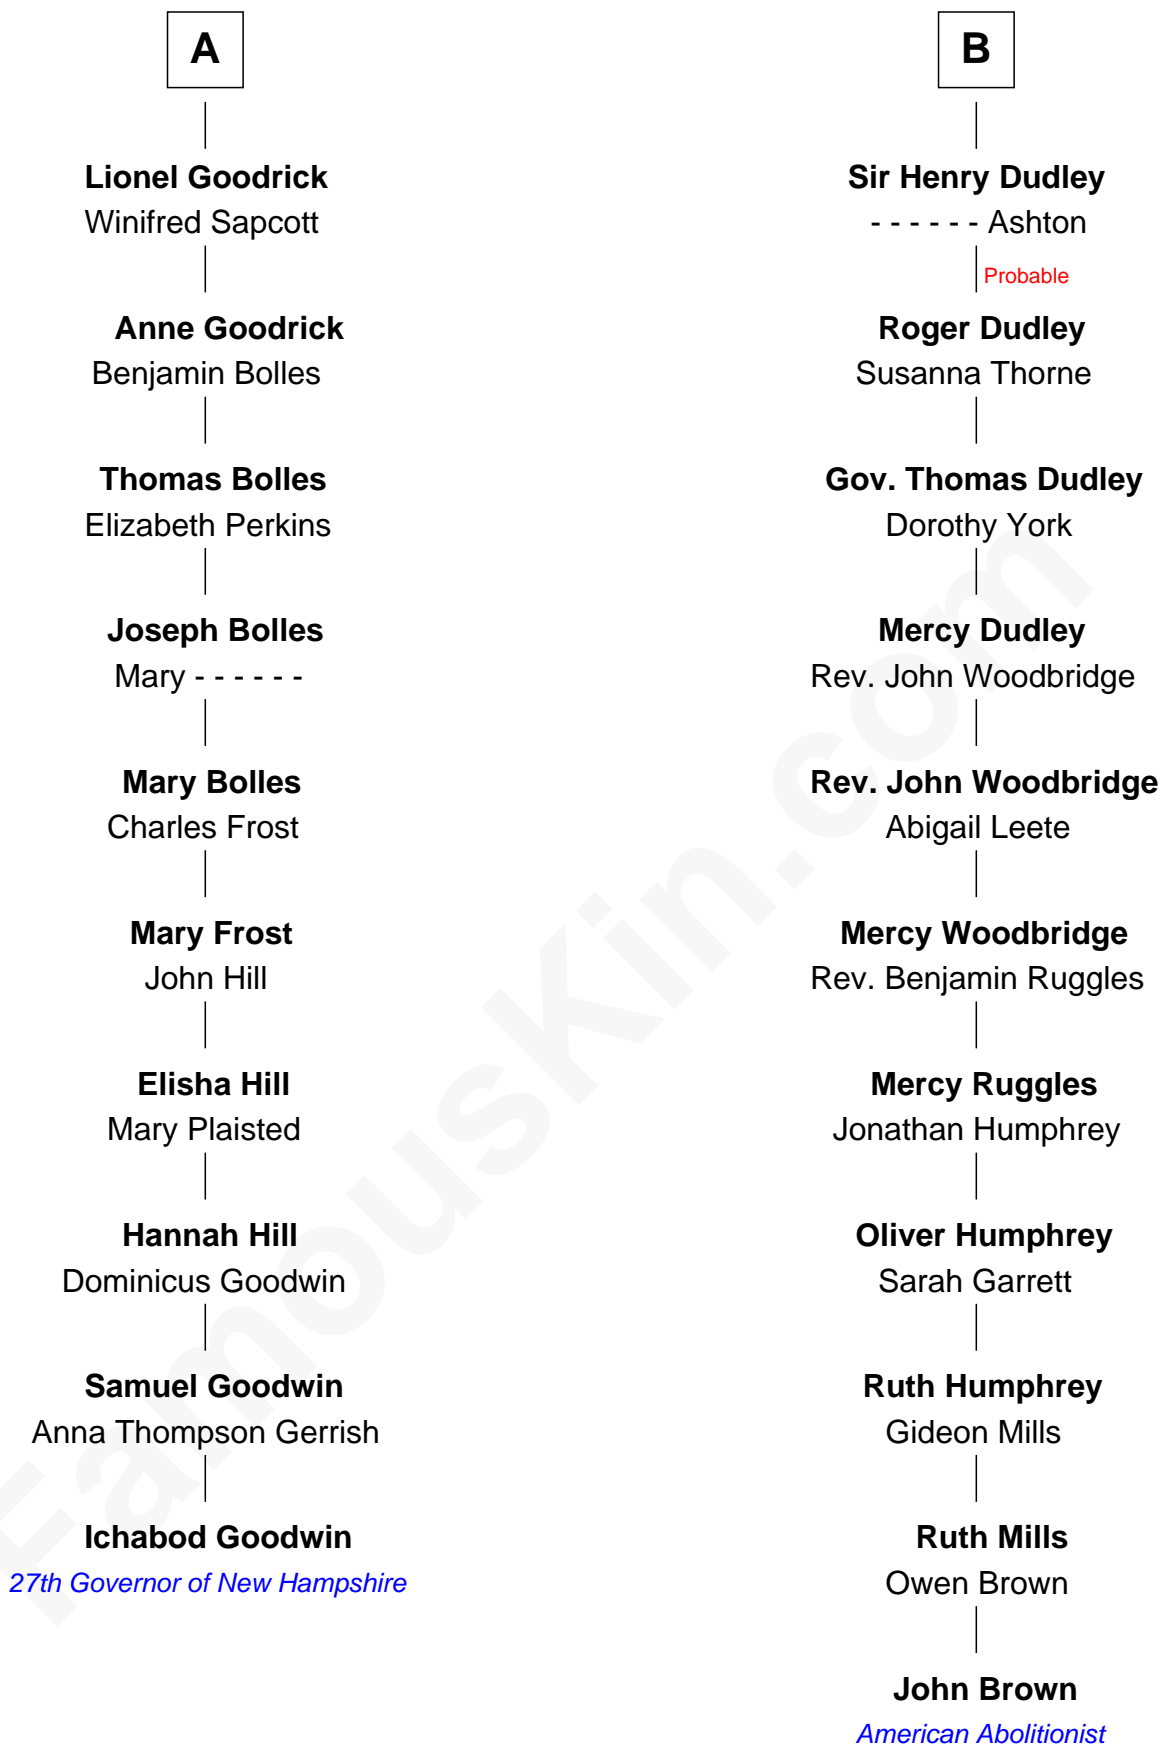 A
Lionel Goodrick
Winifred Sapcott
Anne Goodrick
Benjamin Bolles
Thomas Bolles
Elizabeth Perkins
Joseph Bolles
Mary - - - - - -
Mary Bolles
Charles Frost
Mary Frost
John Hill
Elisha Hill
Mary Plaisted
Hannah Hill
Dominicus Goodwin
Samuel Goodwin
Anna Thompson Gerrish
Ichabod Goodwin
27th Governor of New Hampshire
B
Sir Henry Dudley
- - - - - - Ashton
Probable
Roger Dudley
Susanna Thorne
Gov. Thomas Dudley
Dorothy York
Mercy Dudley
Rev. John Woodbridge
Rev. John Woodbridge
Abigail Leete
Mercy Woodbridge
Rev. Benjamin Ruggles
Mercy Ruggles
Jonathan Humphrey
Oliver Humphrey
Sarah Garrett
Ruth Humphrey
Gideon Mills
Ruth Mills
Owen Brown
John Brown
American Abolitionist
FamousKin.com